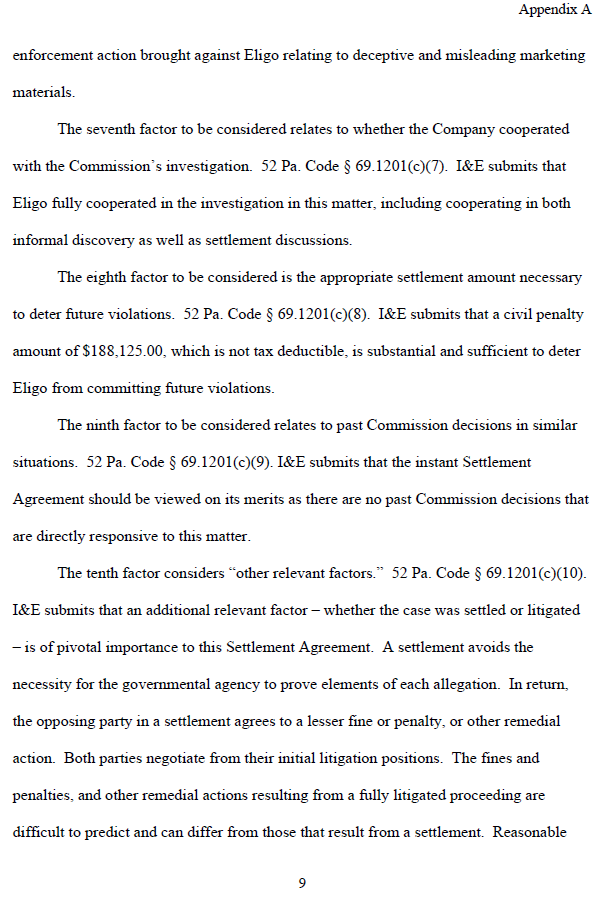 Appendix A
enforcement action brought against Eligo relating to deceptive and misleading marketing
materials.
The seventh factor to be considered relates to whether the Company cooperated
with the Commission’s investigation.  52 Pa. Code § 69.1201(c)(7).  I&E submits that
Eligo fully cooperated in the investigation in this matter, including cooperating in both
informal discovery as well as settlement discussions.
The eighth factor to be considered is the appropriate settlement amount necessary
to deter future violations.  52 Pa. Code § 69.1201(c)(8).  I&E submits that a civil penalty
amount of $188,125.00, which is not tax deductible, is substantial and sufficient to deter
Eligo from committing future violations.
The ninth factor to be considered relates to past Commission decisions in similar
situations.  52 Pa. Code § 69.1201(c)(9). I&E submits that the instant Settlement
Agreement should be viewed on its merits as there are no past Commission decisions that
are directly responsive to this matter.
The tenth factor considers “other relevant factors.”  52 Pa. Code § 69.1201(c)(10).
I&E submits that an additional relevant factor – whether the case was settled or litigated
– is of pivotal importance to this Settlement Agreement.  A settlement avoids the
necessity for the governmental agency to prove elements of each allegation.  In return,
the opposing party in a settlement agrees to a lesser fine or penalty, or other remedial
action.  Both parties negotiate from their initial litigation positions.  The fines and
penalties, and other remedial actions resulting from a fully litigated proceeding are
difficult to predict and can differ from those that result from a settlement.  Reasonable
9